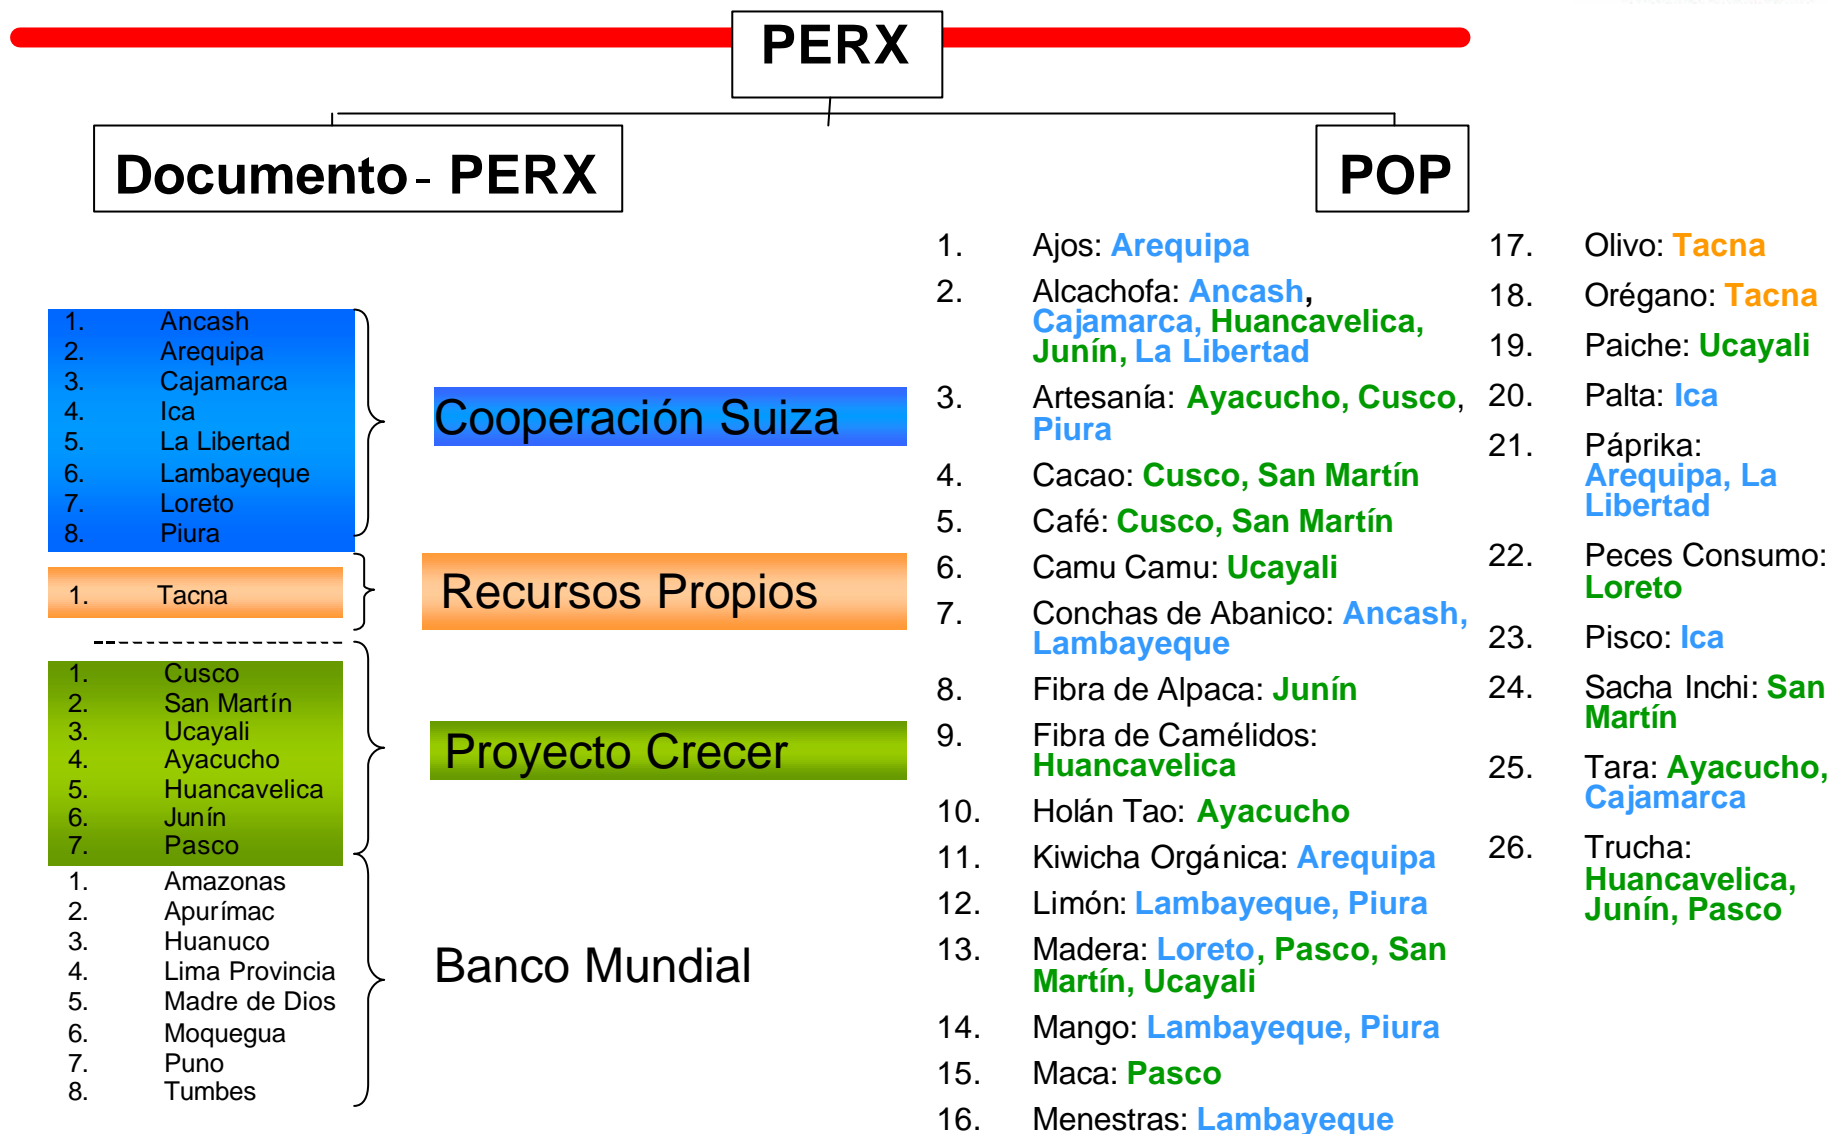 PERX
Documento - PERX
POP
1. Ancash
2. Arequipa
3. Cajamarca
4. Ica
5. La Libertad
6. Lambayeque
7. Loreto
8. Piura
Cooperación Suiza
1. Tacna
Recursos Propios
1. Cusco
2. San Martín
3. Ucayali
4. Ayacucho
5. Huancavelica
6. Junín
7. Pasco
Proyecto Crecer
1. Amazonas
2. Apurímac
3. Huanuco
4. Lima Provincia
5. Madre de Dios
6. Moquegua
7. Puno
8. Tumbes
Banco Mundial
1. Ajos: Arequipa
2. Alcachofa: Ancash,
Cajamarca, Huancavelica,
Junín, La Libertad
3. Artesanía: Ayacucho, Cusco,
Piura
4. Cacao: Cusco, San Martín
5. Café: Cusco, San Martín
6. Camu Camu: Ucayali
7. Conchas de Abanico: Ancash,
Lambayeque
8. Fibra de Alpaca: Junín
9. Fibra de Camélidos:
Huancavelica
10. Holán Tao: Ayacucho
11. Kiwicha Orgánica: Arequipa
12. Limón: Lambayeque, Piura
13. Madera: Loreto, Pasco, San
Martín, Ucayali
14. Mango: Lambayeque, Piura
15. Maca: Pasco
16. Menestras: Lambayeque
17. Olivo: Tacna
18. Orégano: Tacna
19. Paiche: Ucayali
20. Palta: Ica
21. Páprika:
Arequipa, La
Libertad
22. Peces Consumo:
Loreto
23. Pisco: Ica
24. Sacha Inchi: San
Martín
25. Tara: Ayacucho,
Cajamarca
26. Trucha:
Huancavelica,
Junín, Pasco